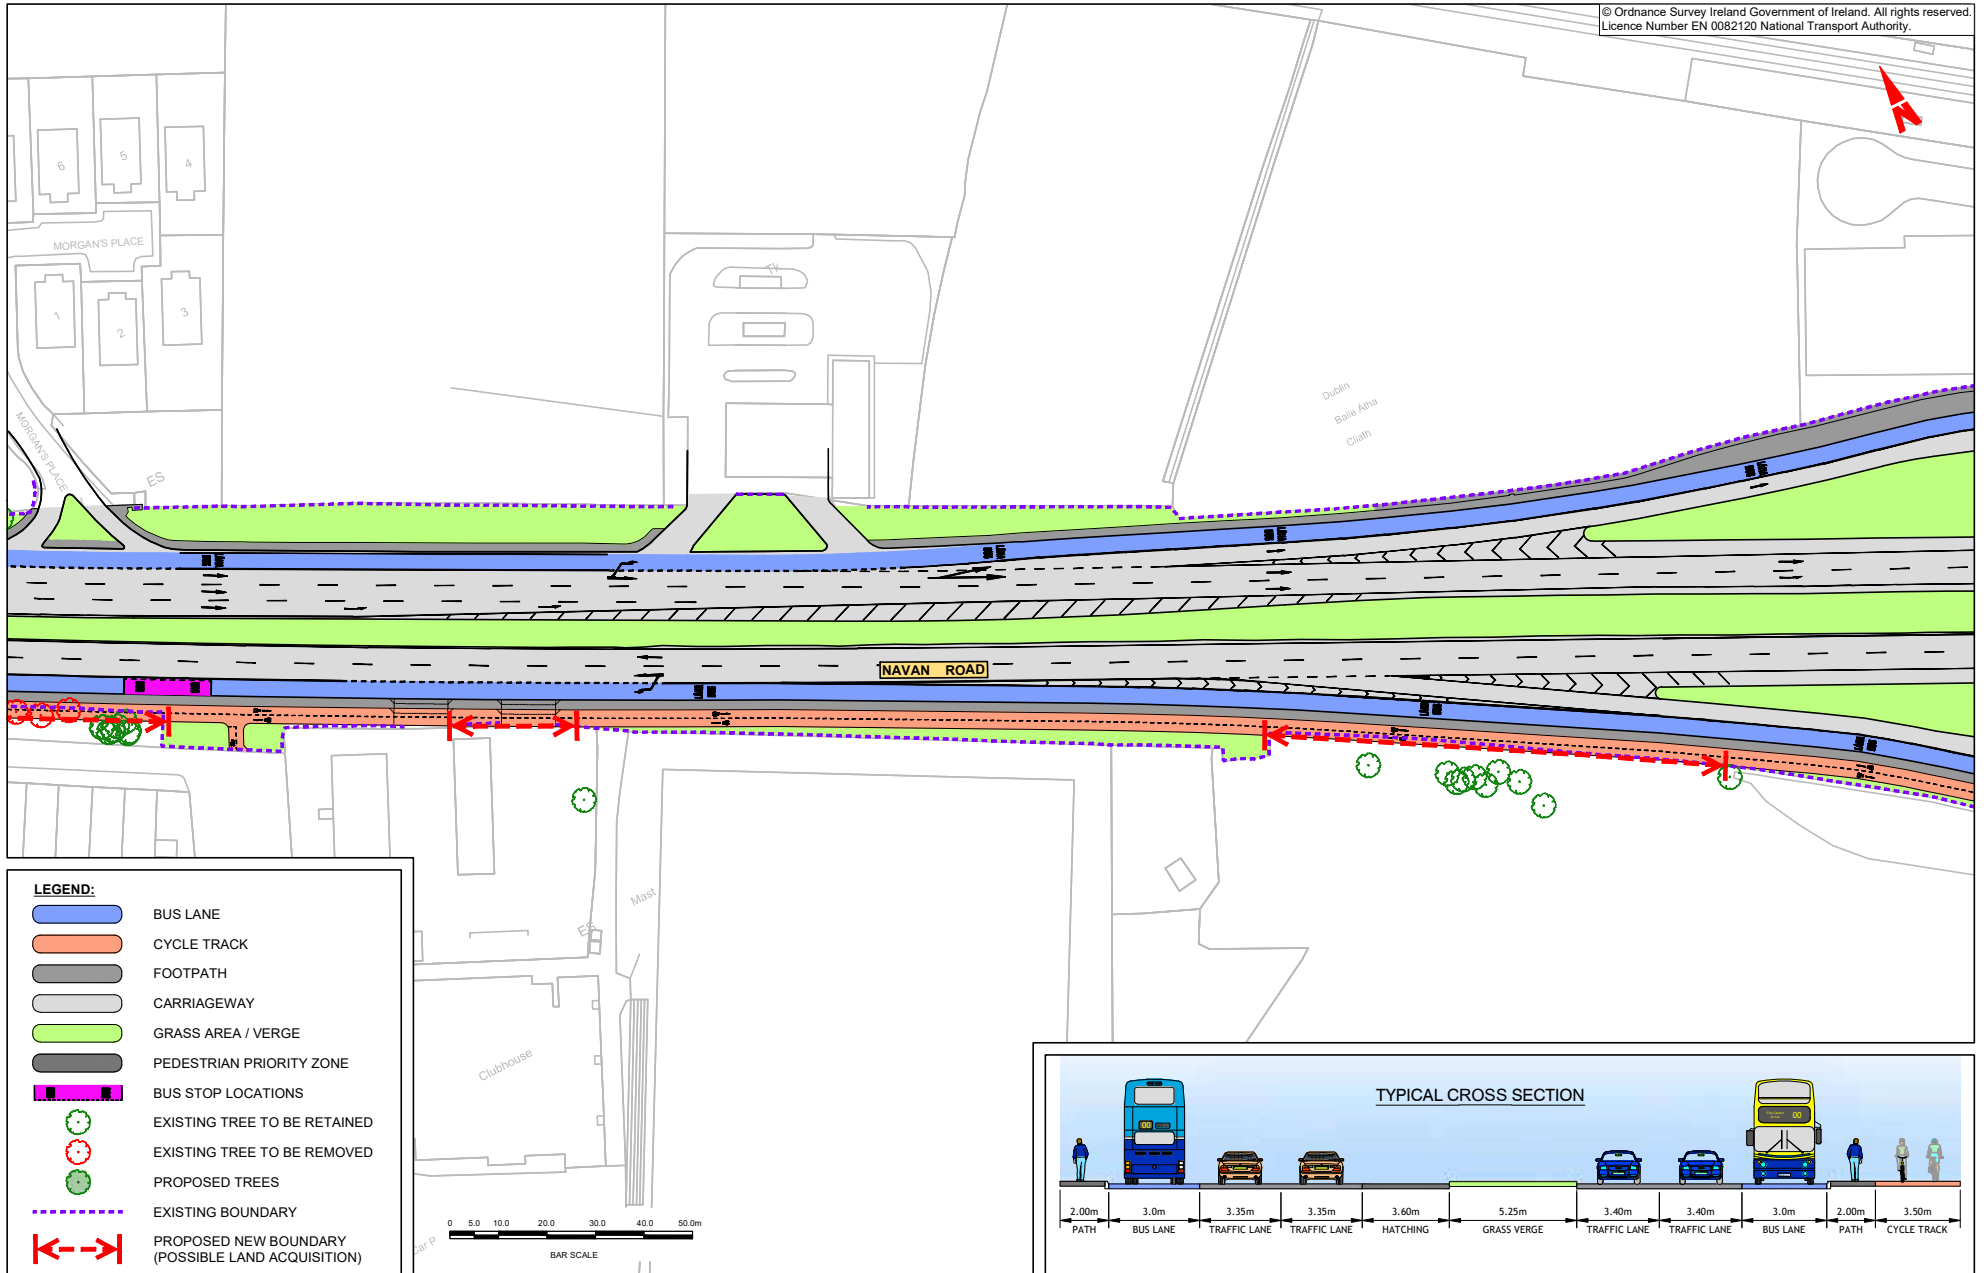 © Ordnance Survey Ireland Government of Ireland. All rights reserved.
Licence Number EN 0082120 National Transport Authority.
N
6
5
4
MORGAN'S PLACE
1
2
3
MORGAN'S PLACE
ES
Tk
Dublin
Baile Átha
Cliath
NAVAN ROAD
Mast
ES
Clubhouse
Car P
LEGEND:
BUS LANE
CYCLE TRACK
FOOTPATH
CARRIAGEWAY
GRASS AREA / VERGE
PEDESTRIAN PRIORITY ZONE
BUS STOP LOCATIONS
EXISTING TREE TO BE RETAINED
EXISTING TREE TO BE REMOVED
PROPOSED TREES
EXISTING BOUNDARY
PROPOSED NEW BOUNDARY
(POSSIBLE LAND ACQUISITION)
0 5.0 10.0 20.0 30.0 40.0 50.0m
BAR SCALE
TYPICAL CROSS SECTION
00
00
2.00m 3.0m 3.35m 3.35m 3.60m 5.25m 3.40m 3.40m 3.0m 2.00m 3.50m
PATH BUS LANE TRAFFIC LANE TRAFFIC LANE HATCHING GRASS VERGE TRAFFIC LANE TRAFFIC LANE BUS LANE PATH CYCLE TRACK